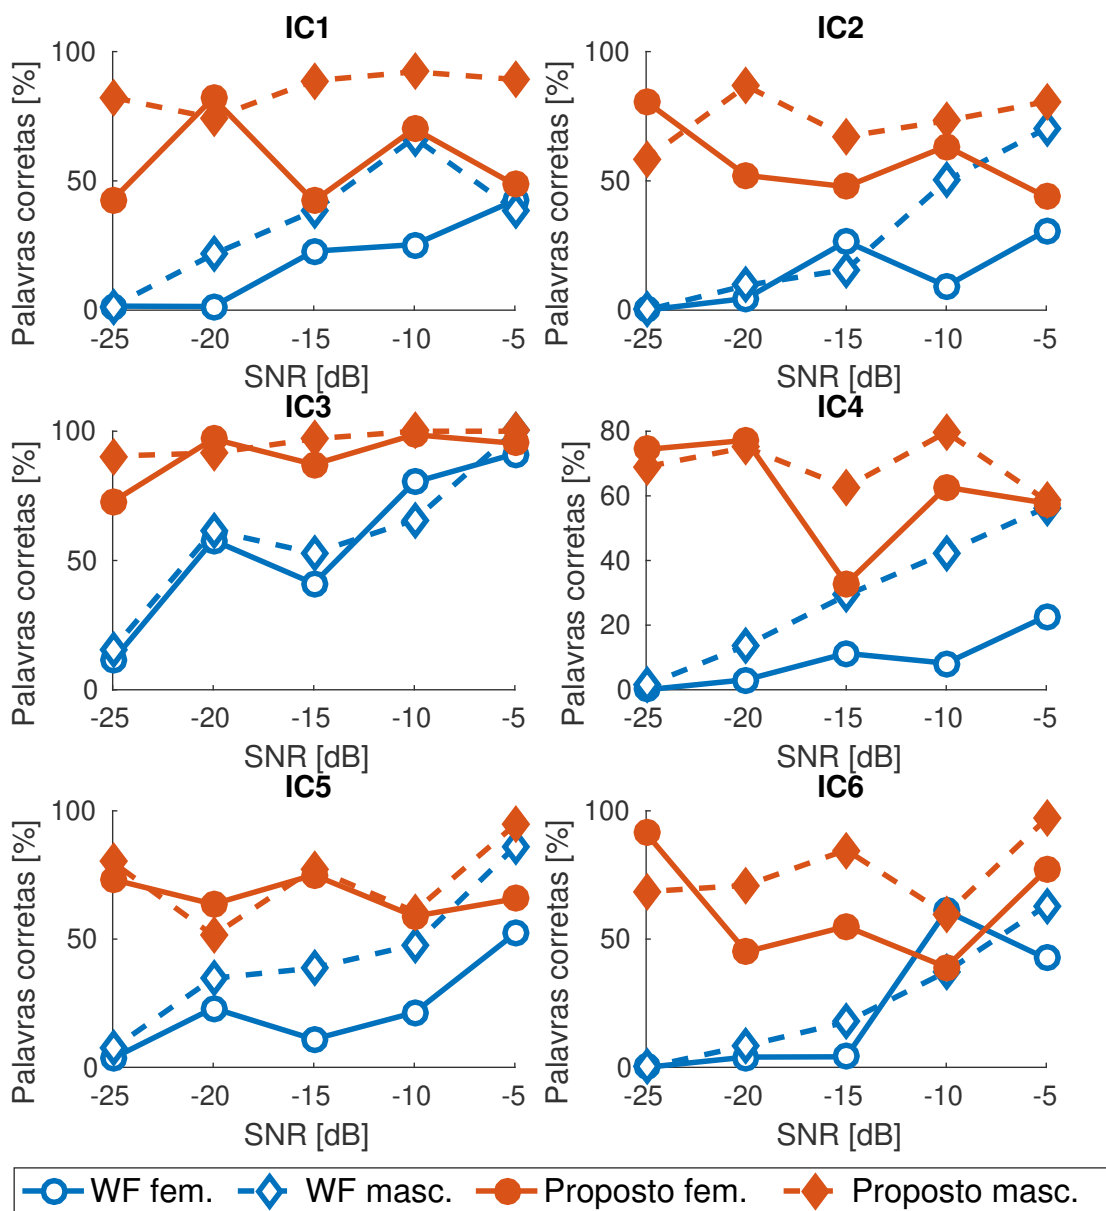 IC1
IC2
Palavras corretas [%]
100
50
0
-25 -20 -15 -10 -5
SNR [dB]
Palavras corretas [%]
100
50
0
-25 -20 -15 -10 -5
SNR [dB]
IC3
IC4
Palavras corretas [%]
100
50
0
-25 -20 -15 -10 -5
SNR [dB]
Palavras corretas [%]
80
60
40
20
0
-25 -20 -15 -10 -5
SNR [dB]
IC5
IC6
Palavras corretas [%]
100
50
0
-25 -20 -15 -10 -5
SNR [dB]
Palavras corretas [%]
100
50
0
-25 -20 -15 -10 -5
SNR [dB]
WF fem. WF masc. Proposto fem. Proposto masc.